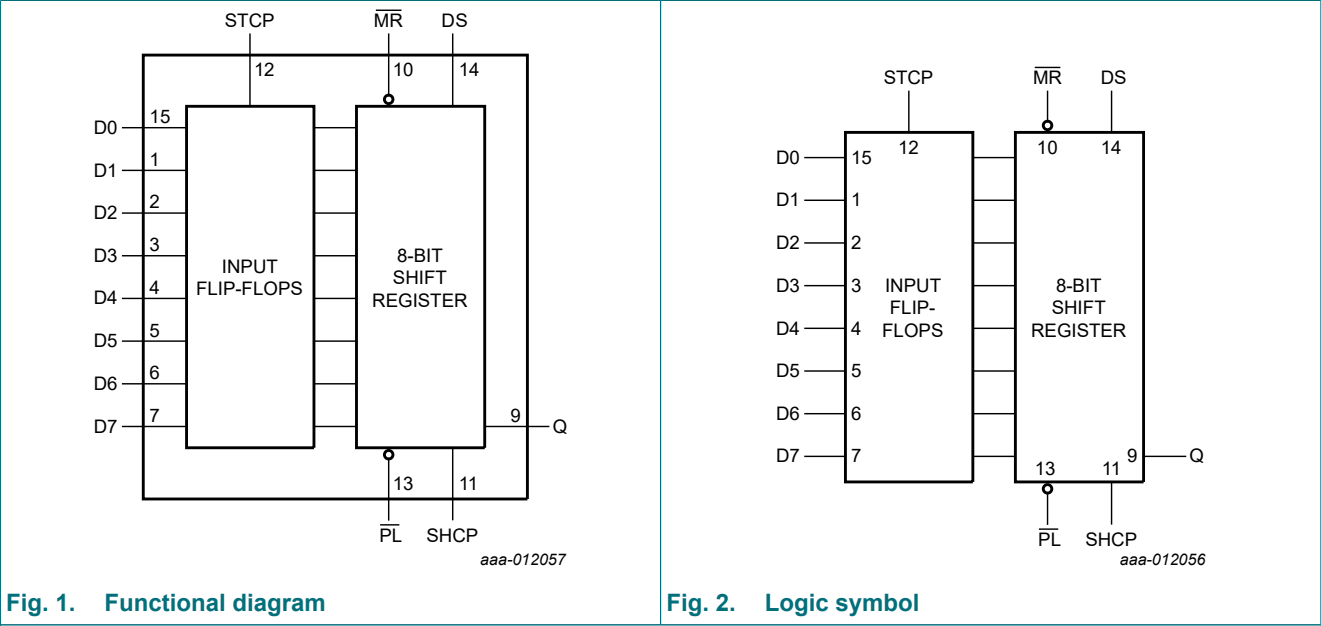 STCP M̅R̅ DS
12 10 14
D0 15
D1 1
D2 2
D3 3
D4 4
D5 5
D6 6
D7 7
INPUT
FLIP-FLOPS
8-BIT
SHIFT
REGISTER
9 Q
13 11
P̅L̅ SHCP
aaa-012057
Fig. 1. Functional diagram
STCP M̅R̅ DS
12 10 14
D0 15
D1 1
D2 2
D3 3
D4 4
D5 5
D6 6
D7 7
INPUT
FLIP-
FLOPS
8-BIT
SHIFT
REGISTER
13 11 9 Q
P̅L̅ SHCP
aaa-012056
Fig. 2. Logic symbol